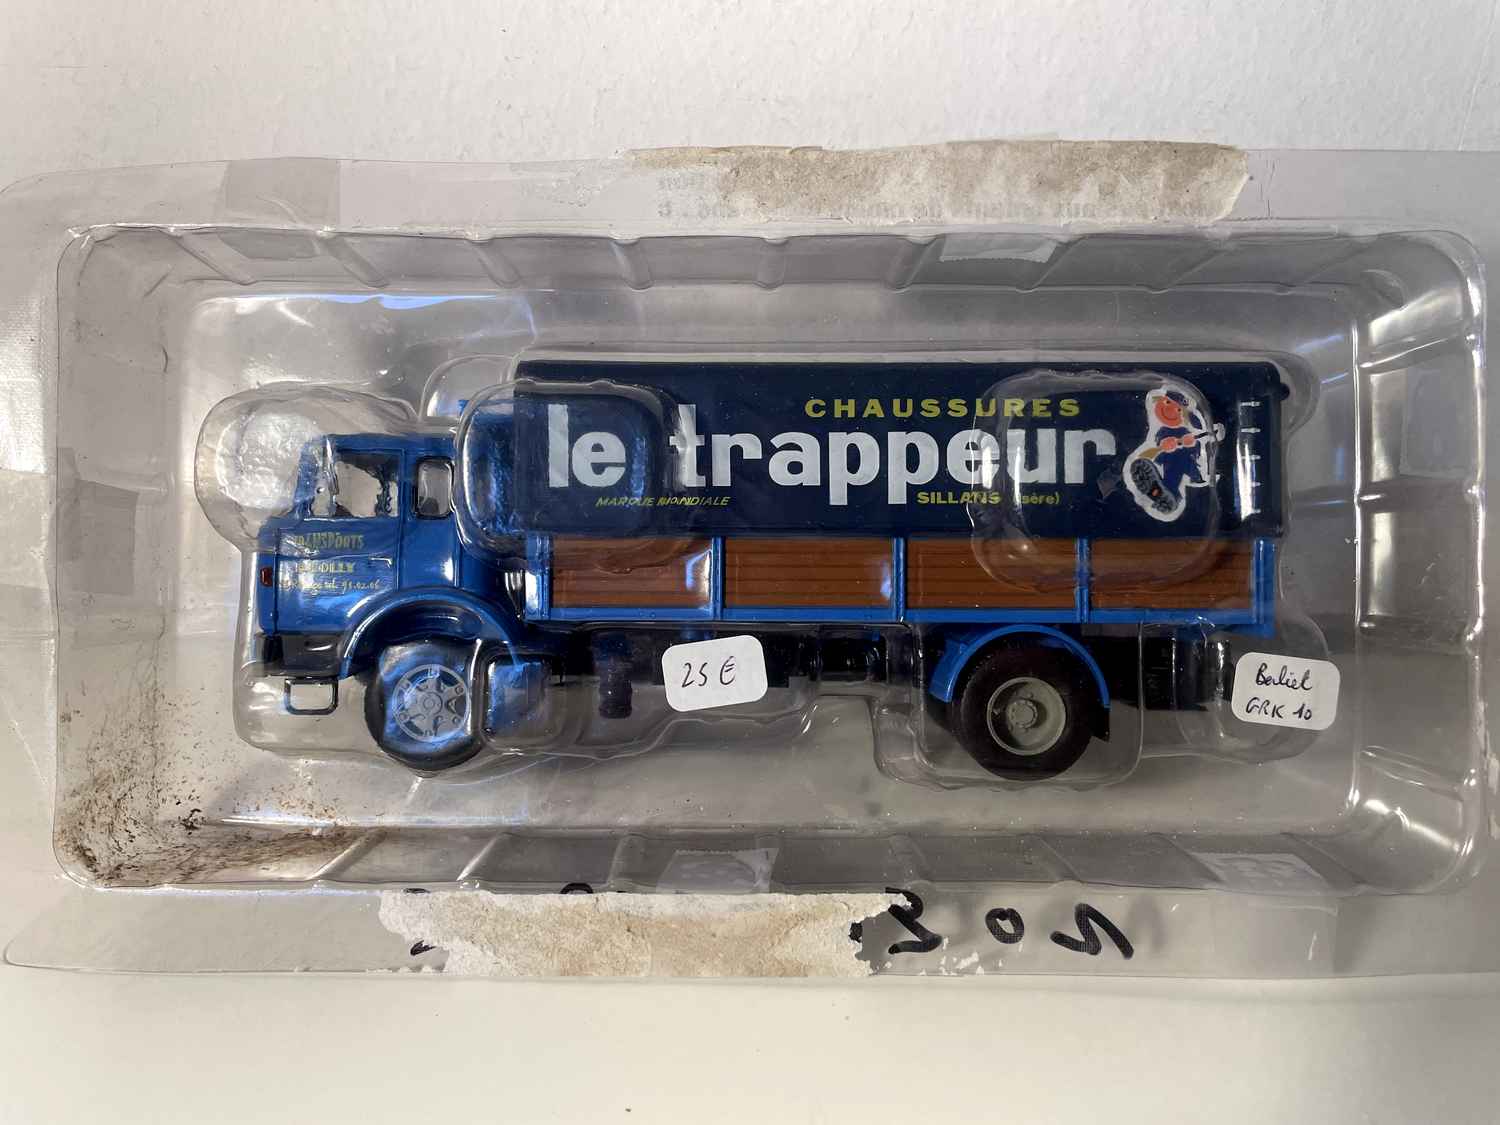 CHAUSSURES
le trappeur
MARQUE MONDIALE
SILLANS (Isère)
TRANSPORTS
25 €
Berliet
GRK 10